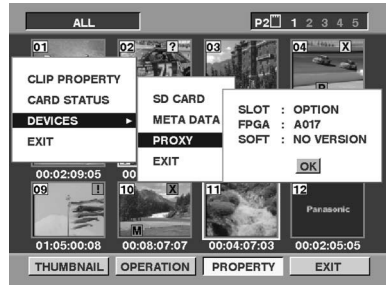 ALL P2 1 2 3 4 5
01 02 ? 03 04 X
CLIP PROPERTY
CARD STATUS
DEVICES
EXIT
SD CARD
META DATA
PROXY
EXIT
SLOT : OPTION
FPGA : A017
SOFT : NO VERSION
OK
00:02:09:05 00
09 ! 10 X 11 12
M Panasonic
01:05:00:08 00:08:07:07 00:04:07:03 00:02:05:05
THUMBNAIL OPERATION PROPERTY EXIT